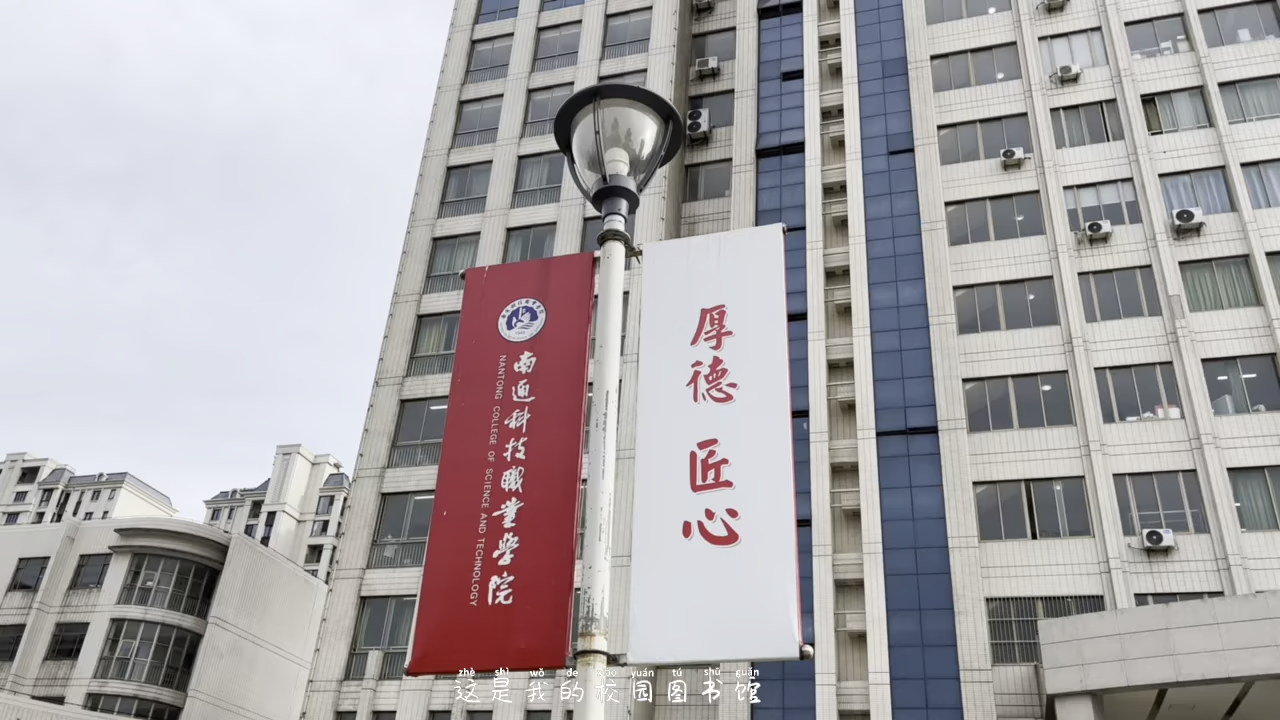 南通科技職業學院
NANTONG COLLEGE OF SCIENCE AND TECHNOLOGY
厚德
匠心
zhè shì wǒ de xiào yuán tú shū guǎn
这是我的校园图书馆